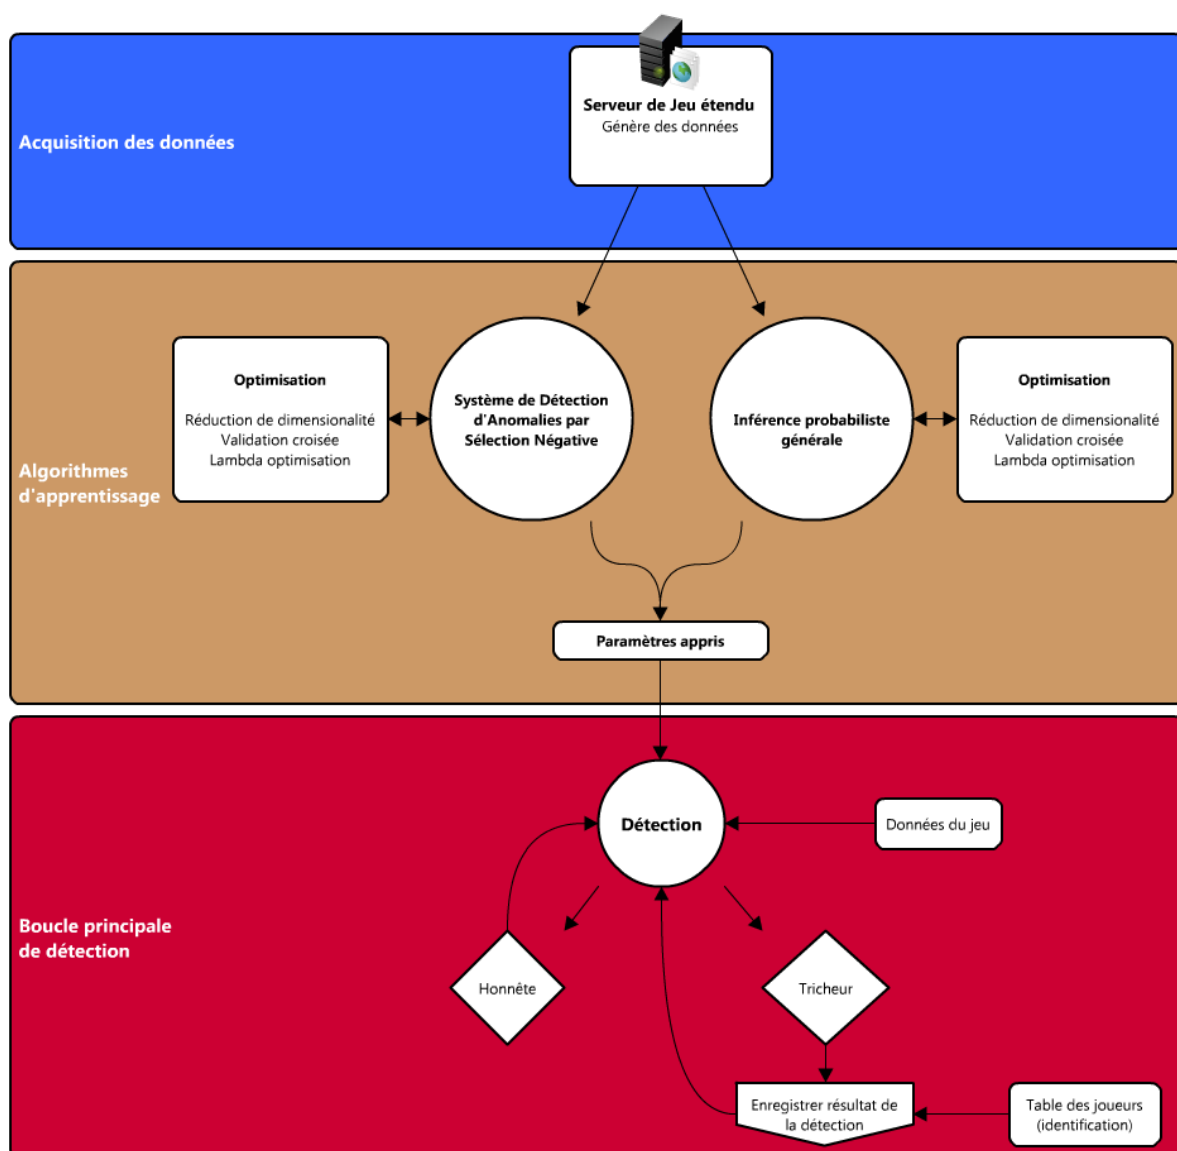 Serveur de Jeu étendu
Génère des données
Acquisition des données
Optimisation
Réduction de dimensionalité
Validation croisée
Lambda optimisation
Système de Détection
d'Anomalies par
Sélection Négative
Inférence probabiliste
générale
Optimisation
Réduction de dimensionalité
Validation croisée
Lambda optimisation
Algorithmes
d'apprentissage
Paramètres appris
Détection
Données du jeu
Boucle principale
de détection
Honnête
Tricheur
Enregistrer résultat de
la détection
Table des joueurs
(identification)